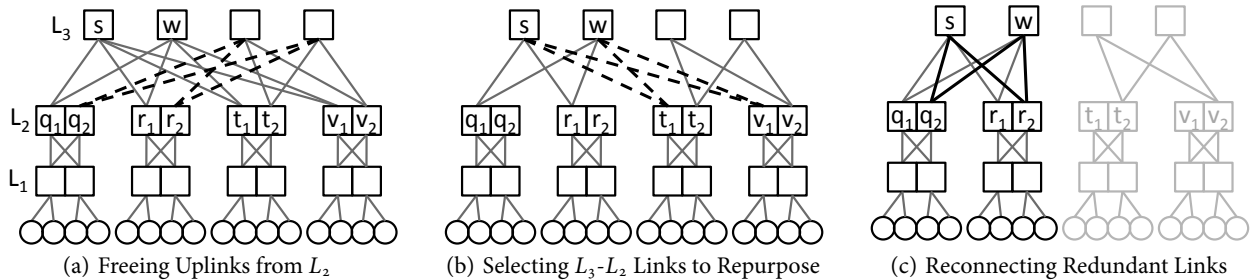 L₃ s w s w s w
L₂ q₁ q₂ r₁ r₂ t₁ t₂ v₁ v₂ q₁ q₂ r₁ r₂ t₁ t₂ v₁ v₂ q₁ q₂ r₁ r₂ t₁ t₂ v₁ v₂
L₁
(a) Freeing Uplinks from L₂ (b) Selecting L₃-L₂ Links to Repurpose (c) Reconnecting Redundant Links